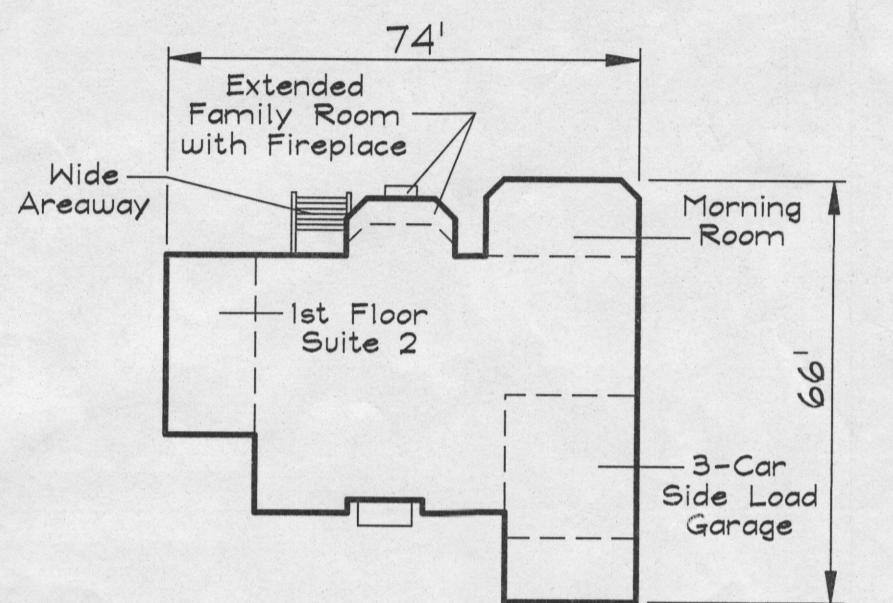 74'
Extended
Family Room
with Fireplace
Wide
Areaway
Morning
Room
1st Floor
Suite 2
66'
3-Car
Side Load
Garage